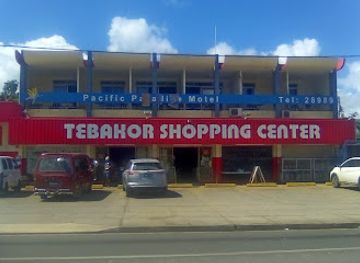 Pacific Paradise Motel Tel: 28989
TEBAKOR SHOPPING CENTER